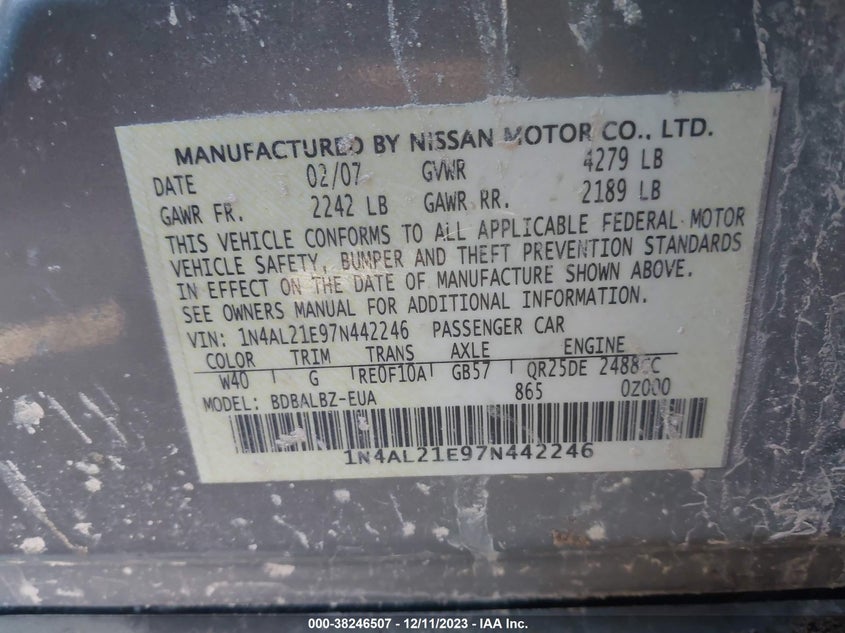 MANUFACTURED BY NISSAN MOTOR CO., LTD.
DATE 02/07 GVWR 4279 LB
GAWR FR. 2242 LB GAWR RR. 2189 LB
THIS VEHICLE CONFORMS TO ALL APPLICABLE FEDERAL MOTOR
VEHICLE SAFETY, BUMPER AND THEFT PREVENTION STANDARDS
IN EFFECT ON THE DATE OF MANUFACTURE SHOWN ABOVE.
SEE OWNERS MANUAL FOR ADDITIONAL INFORMATION.
VIN: 1N4AL21E97N442246 PASSENGER CAR
COLOR TRIM TRANS AXLE ENGINE
W40 G RE0F10A GB57 QR25DE 2488CC
MODEL: BDBALBZ-EUA 865 0Z000
1N4AL21E97N442246
000-38246507 - 12/11/2023 - IAA Inc.